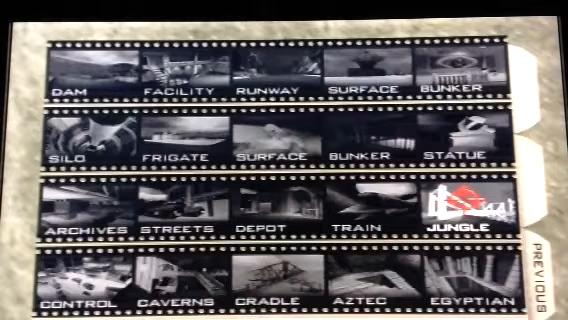 DAM FACILITY RUNWAY SURFACE BUNKER
SILO FRIGATE SURFACE BUNKER STATUE
ARCHIVES STREETS DEPOT TRAIN JUNGLE
CONTROL CAVERNS CRADLE AZTEC EGYPTIAN
PREVIOUS